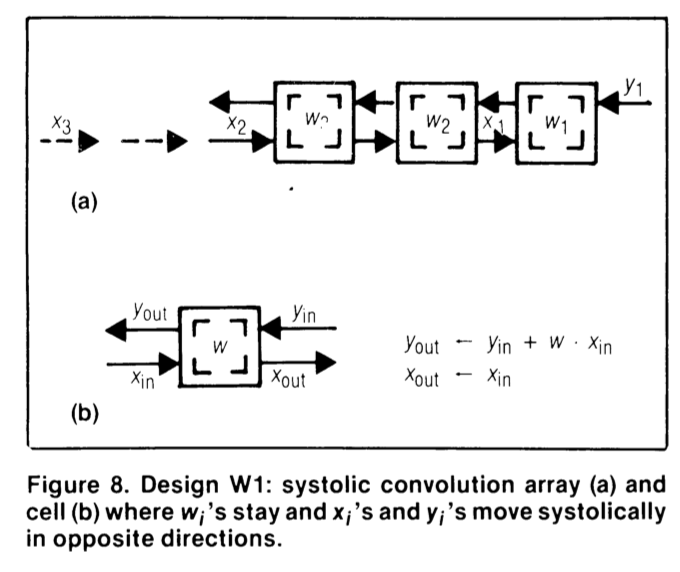 x3 x2 w2 x1 w1 y1
(a)
yout yin
w
xin xout
(b)
yout ← yin + w · xin
xout ← xin
Figure 8. Design W1: systolic convolution array (a) and
cell (b) where wi's stay and xi's and yi's move systolically
in opposite directions.